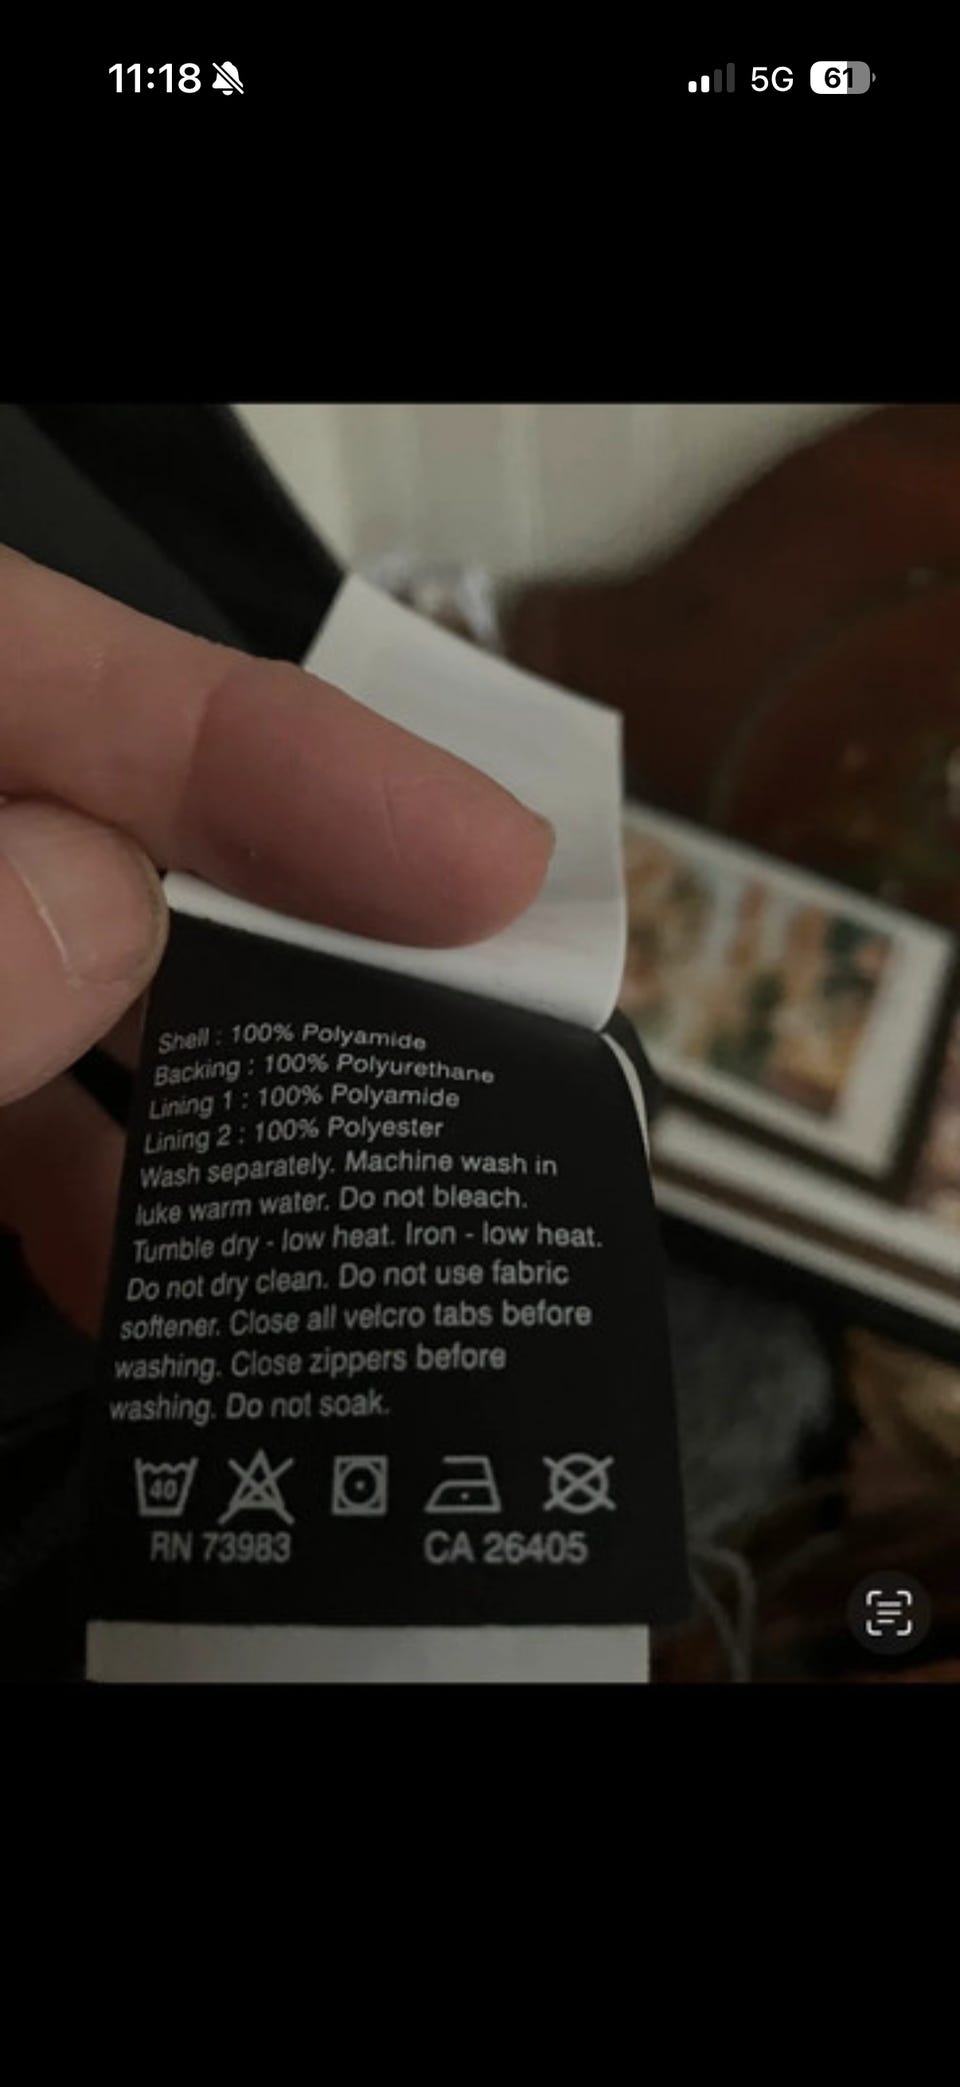 11:18
5G
61
Shell : 100% Polyamide
Backing : 100% Polyurethane
Lining 1 : 100% Polyamide
Lining 2 : 100% Polyester
Wash separately. Machine wash in
luke warm water. Do not bleach.
Tumble dry - low heat. Iron - low heat.
Do not dry clean. Do not use fabric
softener. Close all velcro tabs before
washing. Close zippers before
washing. Do not soak.
40
RN 73983 CA 26405